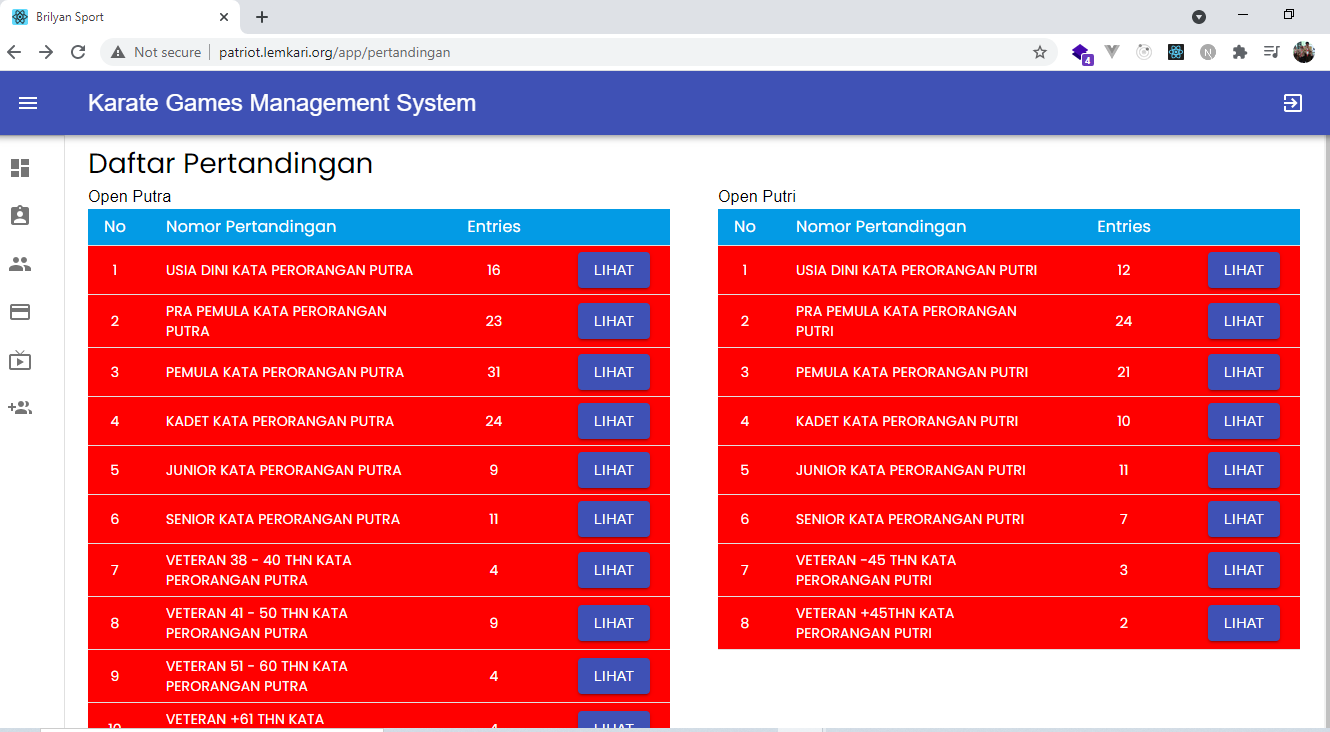 Brilyan Sport
Not secure
patriot.lemkari.org/app/pertandingan
4
N
Karate Games Management System
Daftar Pertandingan
Open Putra
No Nomor Pertandingan Entries
1 USIA DINI KATA PERORANGAN PUTRA 16 LIHAT
2 PRA PEMULA KATA PERORANGAN
PUTRA 23 LIHAT
3 PEMULA KATA PERORANGAN PUTRA 31 LIHAT
4 KADET KATA PERORANGAN PUTRA 24 LIHAT
5 JUNIOR KATA PERORANGAN PUTRA 9 LIHAT
6 SENIOR KATA PERORANGAN PUTRA 11 LIHAT
7 VETERAN 38 - 40 THN KATA
PERORANGAN PUTRA 4 LIHAT
8 VETERAN 41 - 50 THN KATA
PERORANGAN PUTRA 9 LIHAT
9 VETERAN 51 - 60 THN KATA
PERORANGAN PUTRA 4 LIHAT
10 VETERAN +61 THN KATA 4 LIHAT
Open Putri
No Nomor Pertandingan Entries
1 USIA DINI KATA PERORANGAN PUTRI 12 LIHAT
2 PRA PEMULA KATA PERORANGAN
PUTRI 24 LIHAT
3 PEMULA KATA PERORANGAN PUTRI 21 LIHAT
4 KADET KATA PERORANGAN PUTRI 10 LIHAT
5 JUNIOR KATA PERORANGAN PUTRI 11 LIHAT
6 SENIOR KATA PERORANGAN PUTRI 7 LIHAT
7 VETERAN -45 THN KATA
PERORANGAN PUTRI 3 LIHAT
8 VETERAN +45THN KATA
PERORANGAN PUTRI 2 LIHAT